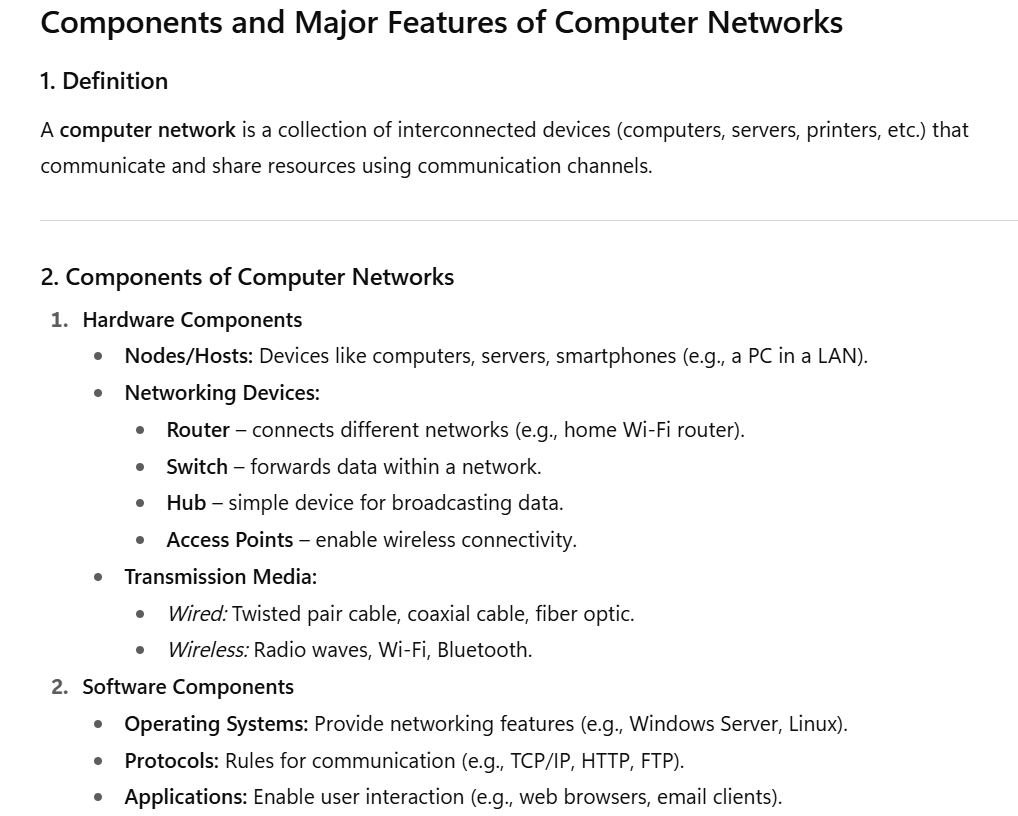 Components and Major Features of Computer Networks
1. Definition
A computer network is a collection of interconnected devices (computers, servers, printers, etc.) that
communicate and share resources using communication channels.
2. Components of Computer Networks
1. Hardware Components
• Nodes/Hosts: Devices like computers, servers, smartphones (e.g., a PC in a LAN).
• Networking Devices:
• Router – connects different networks (e.g., home Wi-Fi router).
• Switch – forwards data within a network.
• Hub – simple device for broadcasting data.
• Access Points – enable wireless connectivity.
• Transmission Media:
• Wired: Twisted pair cable, coaxial cable, fiber optic.
• Wireless: Radio waves, Wi-Fi, Bluetooth.
2. Software Components
• Operating Systems: Provide networking features (e.g., Windows Server, Linux).
• Protocols: Rules for communication (e.g., TCP/IP, HTTP, FTP).
• Applications: Enable user interaction (e.g., web browsers, email clients).